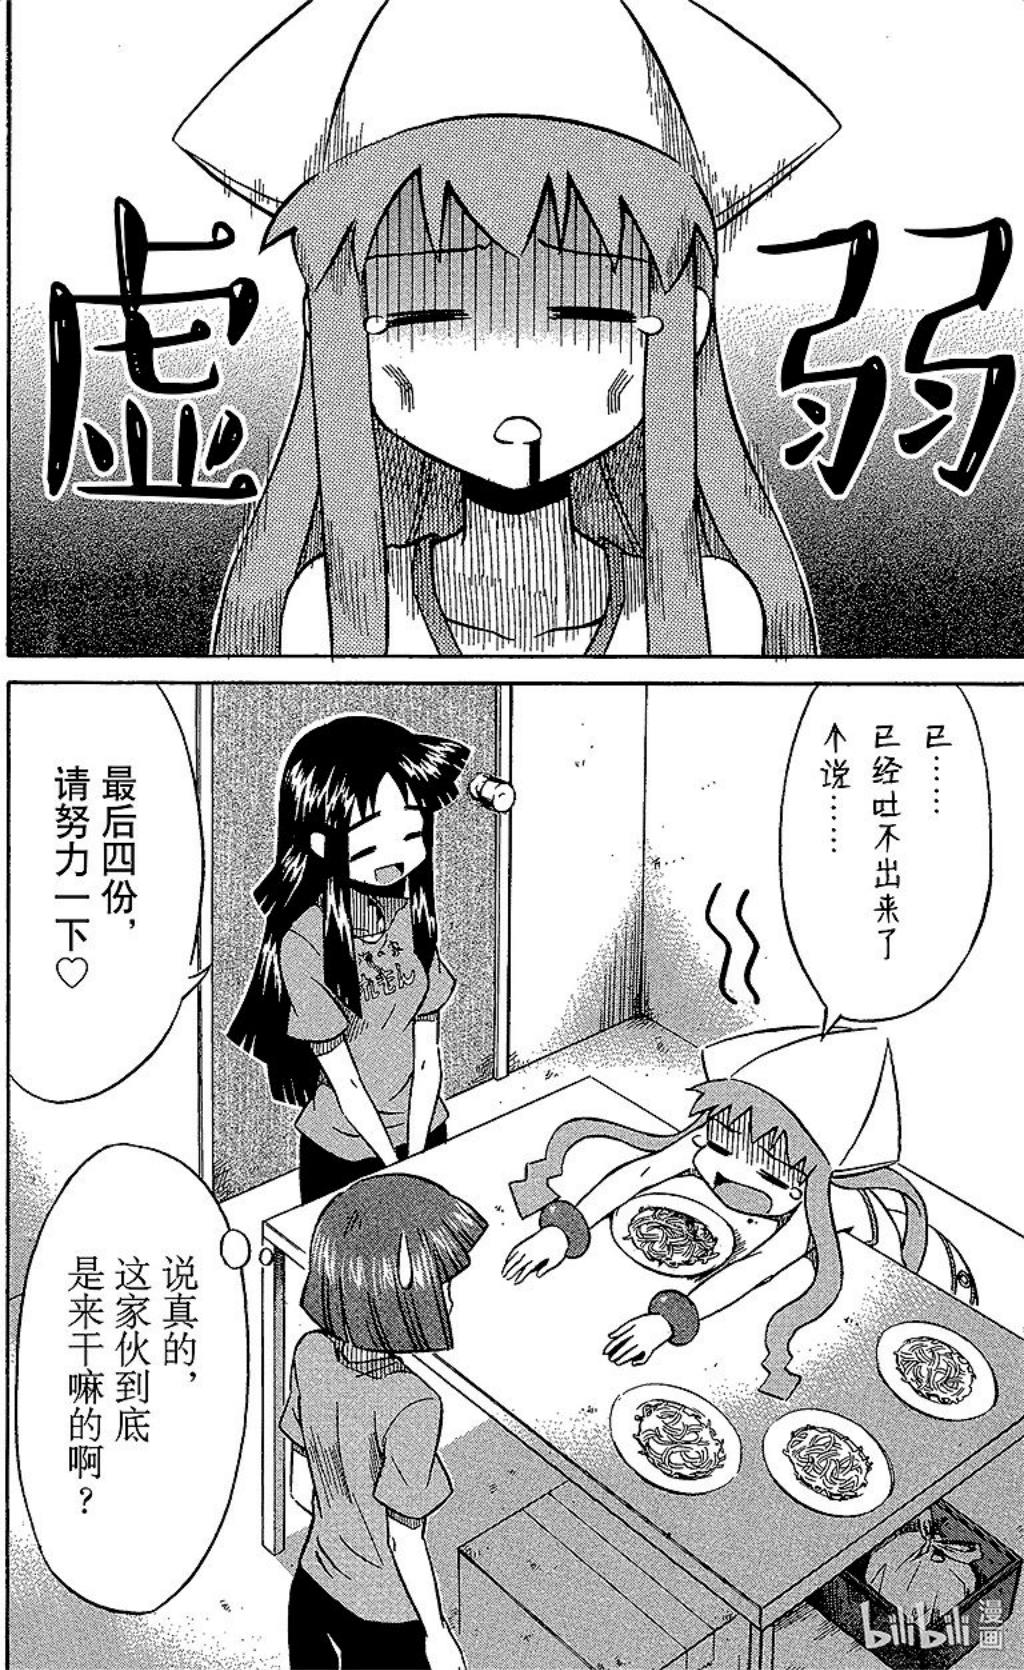 虚弱
已……
已经吐不出来了
不说……
最后四份，
请努力一下♡
说真的，
这家伙到底
是来干嘛的啊？
bilibili漫画